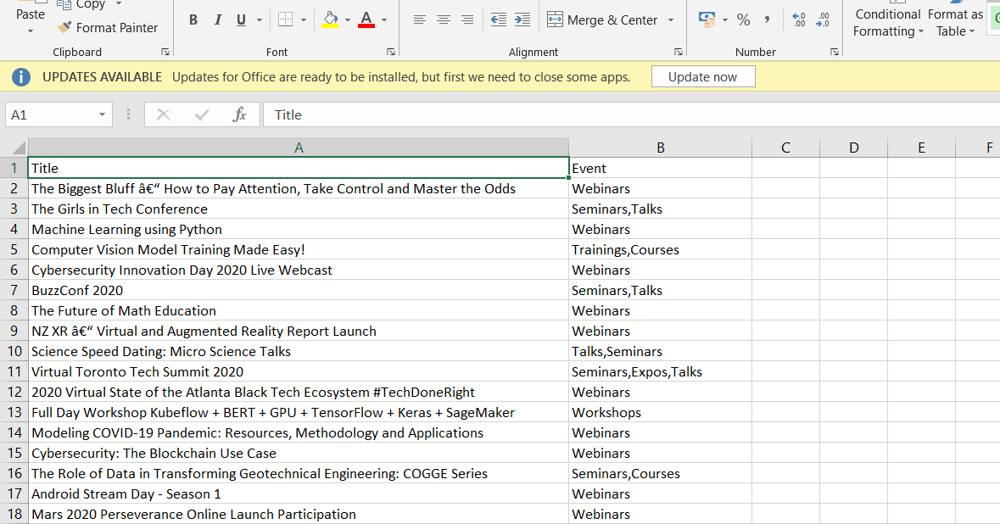 Copy
Paste
Format Painter
B I U A
Merge & Center
% , .00 .00
Conditional Format as
Formatting Table
Clipboard Font Alignment Number
UPDATES AVAILABLE Updates for Office are ready to be installed, but first we need to close some apps. Update now
A1 fx Title
A B C D E F
1 Title Event
2 The Biggest Bluff â€“ How to Pay Attention, Take Control and Master the Odds Webinars
3 The Girls in Tech Conference Seminars,Talks
4 Machine Learning using Python Webinars
5 Computer Vision Model Training Made Easy! Trainings,Courses
6 Cybersecurity Innovation Day 2020 Live Webcast Webinars
7 BuzzConf 2020 Seminars,Talks
8 The Future of Math Education Webinars
9 NZ XR â€“ Virtual and Augmented Reality Report Launch Webinars
10 Science Speed Dating: Micro Science Talks Talks,Seminars
11 Virtual Toronto Tech Summit 2020 Seminars,Expos,Talks
12 2020 Virtual State of the Atlanta Black Tech Ecosystem #TechDoneRight Webinars
13 Full Day Workshop Kubeflow + BERT + GPU + TensorFlow + Keras + SageMaker Workshops
14 Modeling COVID-19 Pandemic: Resources, Methodology and Applications Webinars
15 Cybersecurity: The Blockchain Use Case Webinars
16 The Role of Data in Transforming Geotechnical Engineering: COGGE Series Seminars,Courses
17 Android Stream Day - Season 1 Webinars
18 Mars 2020 Perseverance Online Launch Participation Webinars